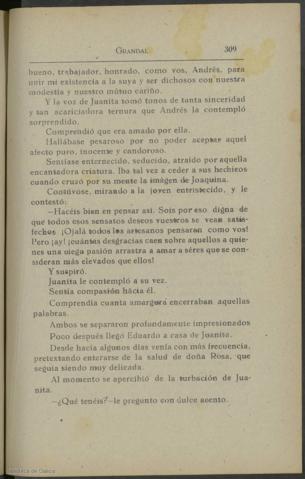 GRANDAL 309
bueno, trabajador, honrado, como vos, Andrés, para
unir mi existencia a la suya y ser dichosos con nuestra
modestia y nuestro mútuo cariño.
Y la voz de Juanita tomó tonos de tanta sinceridad
y tan acariciadora ternura que Andrés la contempló
sorprendido.
Comprendió que era amado por ella.
Hallábase pesaroso por no poder aceptar aquel
afecto puro, inocente y candoroso.
Sentíase enternecido, seducido, atraido por aquella
encantadora criatura. Iba tal vez a ceder a sus hechizos
cuando cruzó por su mente la imágen de Joaquina.
Contúvose, mirando a la joven entristecido, y le
contestó:
—Hacéis bien en pensar así. Sois por eso digna de
que todos esos sensatos deseos vuestros se vean satis-
fechos ¡Ojalá todos los artesanos pensaran como vos!
Pero ¡ay! ¡cuántas desgracias caen sobre aquellos a quie-
nes una ciega pasión arrastra a amar a séres que se con-
sideran más elevados que ellos!
Y suspiró.
Juanita le contempló a su vez.
Sentía compasión hácia él.
Comprendía cuanta amargura encerraban aquellas
palabras.
Ambos se separaron profundamente impresionados
Poco después llegó Eduardo a casa de Juanita.
Desde hacía algunos días venía con más frecuencia,
pretextando enterarse de la salud de doña Rosa, que
seguía siendo muy delicada.
Al momento se apercibió de la turbación de Jua-
nita.
—¿Qué tenéis?—le preguntó con dulce acento.
Biblioteca de Galicia